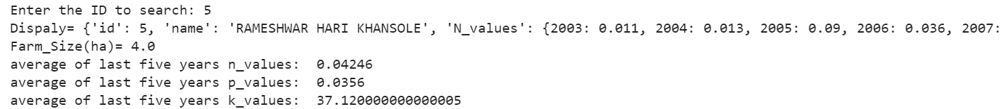 Enter the ID to search: 5
Dispaly= {'id': 5, 'name': 'RAMESHWAR HARI KHANSOLE', 'N_values': {2003: 0.011, 2004: 0.013, 2005: 0.09, 2006: 0.036, 2007:
Farm_Size(ha)= 4.0
average of last five years n_values:  0.04246
average of last five years p_values:  0.0356
average of last five years k_values:  37.120000000000005